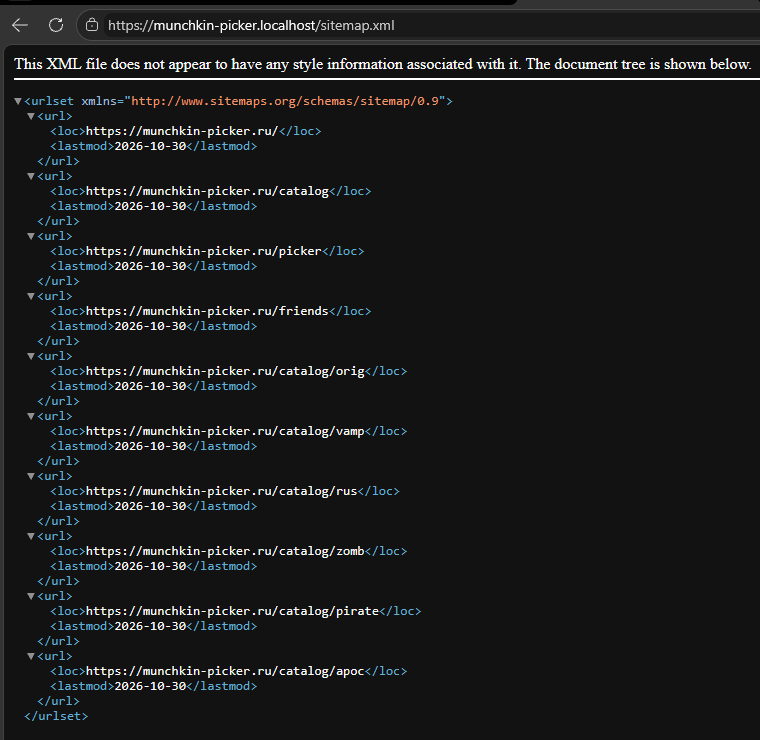 https://munchkin-picker.localhost/sitemap.xml
This XML file does not appear to have any style information associated with it. The document tree is shown below.
▼<urlset xmlns="http://www.sitemaps.org/schemas/sitemap/0.9">
▼<url>
<loc>https://munchkin-picker.ru/</loc>
<lastmod>2026-10-30</lastmod>
</url>
▼<url>
<loc>https://munchkin-picker.ru/catalog</loc>
<lastmod>2026-10-30</lastmod>
</url>
▼<url>
<loc>https://munchkin-picker.ru/picker</loc>
<lastmod>2026-10-30</lastmod>
</url>
▼<url>
<loc>https://munchkin-picker.ru/friends</loc>
<lastmod>2026-10-30</lastmod>
</url>
▼<url>
<loc>https://munchkin-picker.ru/catalog/orig</loc>
<lastmod>2026-10-30</lastmod>
</url>
▼<url>
<loc>https://munchkin-picker.ru/catalog/vamp</loc>
<lastmod>2026-10-30</lastmod>
</url>
▼<url>
<loc>https://munchkin-picker.ru/catalog/rus</loc>
<lastmod>2026-10-30</lastmod>
</url>
▼<url>
<loc>https://munchkin-picker.ru/catalog/zomb</loc>
<lastmod>2026-10-30</lastmod>
</url>
▼<url>
<loc>https://munchkin-picker.ru/catalog/pirate</loc>
<lastmod>2026-10-30</lastmod>
</url>
▼<url>
<loc>https://munchkin-picker.ru/catalog/apoc</loc>
<lastmod>2026-10-30</lastmod>
</url>
</urlset>